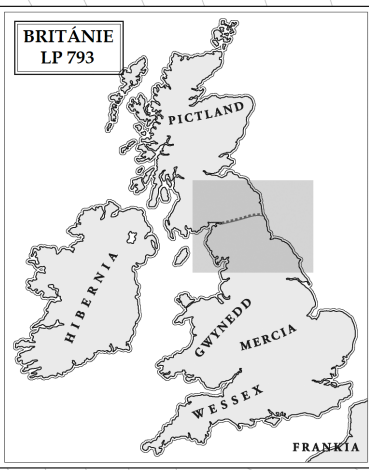 BRITÁNIE
LP 793
PICTLAND
HIBERNIA
GWYNEDD
MERCIA
WESSEX
FRANKIA